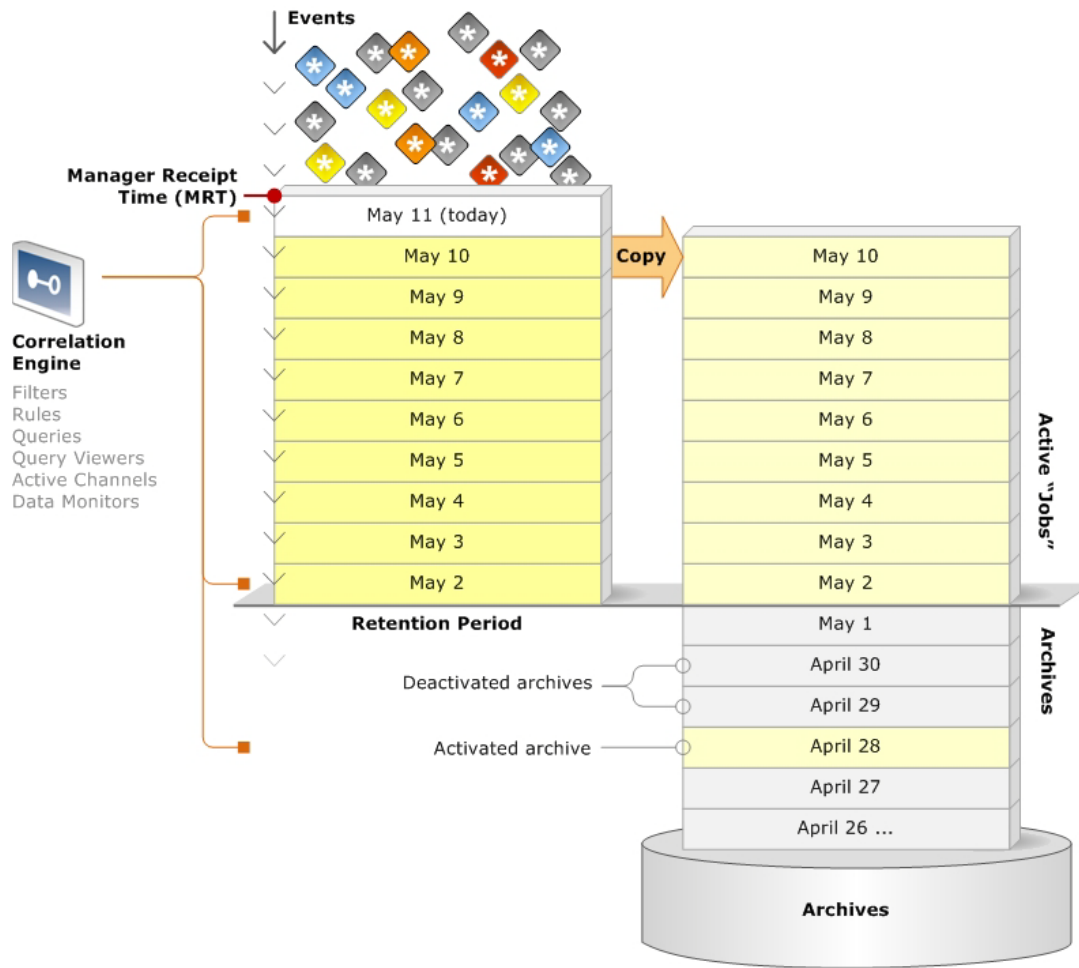 Events
Manager Receipt
Time (MRT)
May 11 (today)
May 10
May 9
May 8
May 7
May 6
May 5
May 4
May 3
May 2
Retention Period
Copy
Correlation
Engine
Filters
Rules
Queries
Query Viewers
Active Channels
Data Monitors
May 10
May 9
May 8
May 7
May 6
May 5
May 4
May 3
May 2
May 1
April 30
April 29
April 28
April 27
April 26 ...
Active “Jobs”
Archives
Deactivated archives
Activated archive
Archives